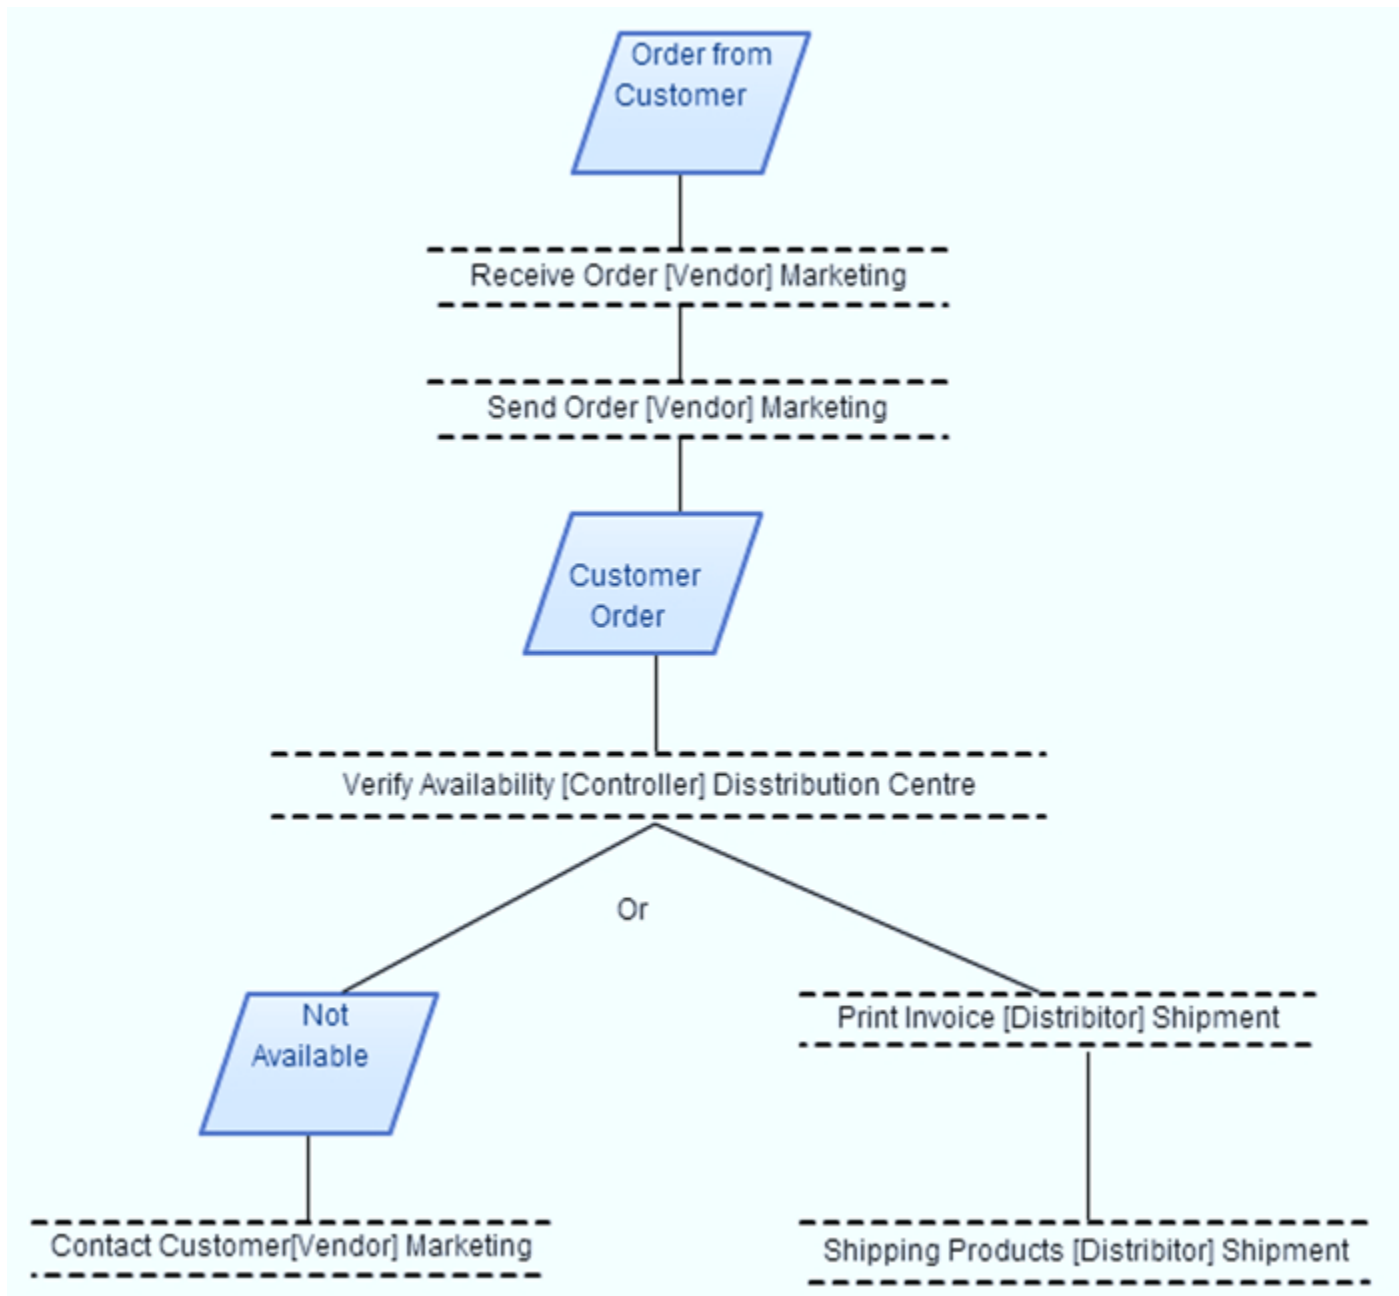 Order from
Customer
Receive Order [Vendor] Marketing
Send Order [Vendor] Marketing
Customer
Order
Verify Availability [Controller] Disstribution Centre
Or
Not
Available
Print Invoice [Distribitor] Shipment
Contact Customer[Vendor] Marketing
Shipping Products [Distribitor] Shipment